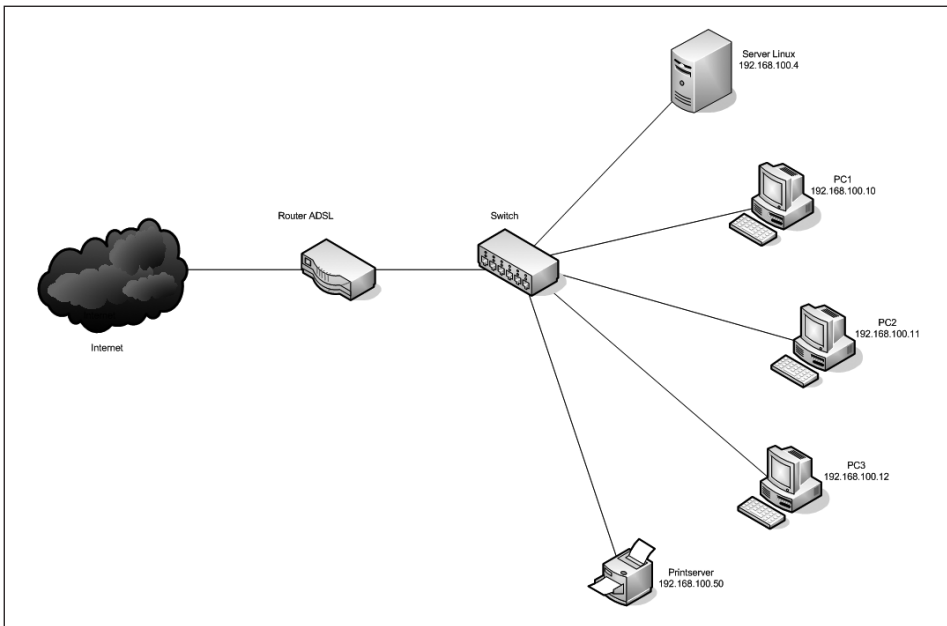 Server Linux
192.168.100.4
PC1
192.168.100.10
Router ADSL
Switch
PC2
192.168.100.11
Internet
PC3
192.168.100.12
Printserver
192.168.100.50